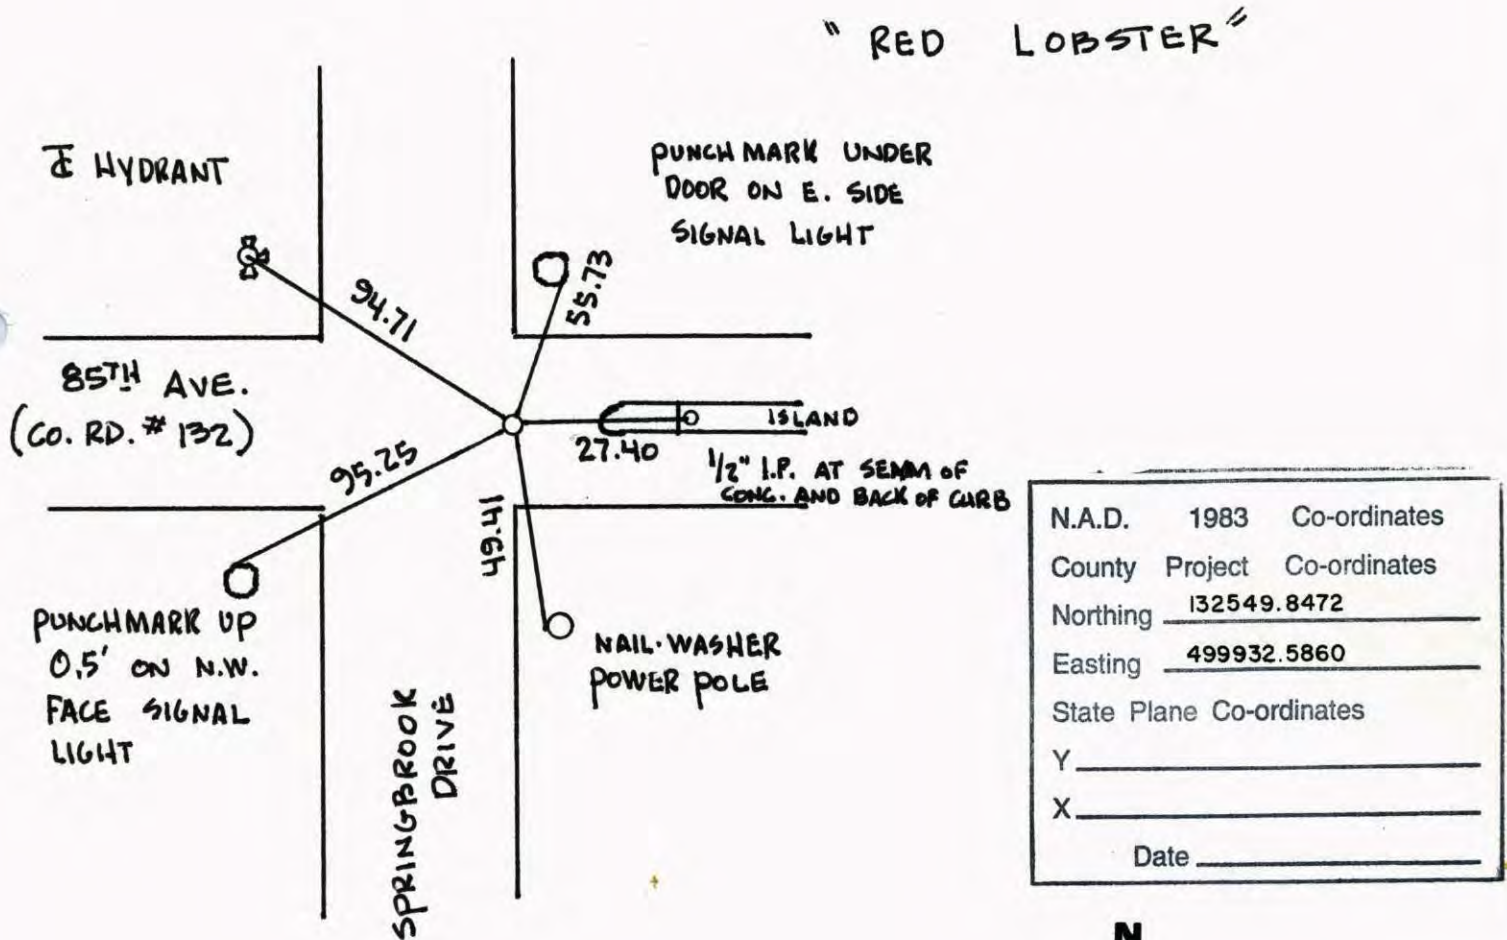 " RED LOBSTER"
℄ HYDRANT
PUNCH MARK UNDER
DOOR ON E. SIDE
SIGNAL LIGHT
94.71
55.73
85TH AVE.
(CO. RD. # 132)
ISLAND
27.40
95.25
1/2" I.P. AT SEAM OF
CONC. AND BACK OF CURB
49.41
PUNCHMARK UP
0.5' ON N.W.
FACE SIGNAL
LIGHT
NAIL·WASHER
POWER POLE
SPRINGBROOK
DRIVE
N.A.D. 1983 Co-ordinates
County Project Co-ordinates
Northing 132549.8472
Easting 499932.5860
State Plane Co-ordinates
Y
X
Date
N